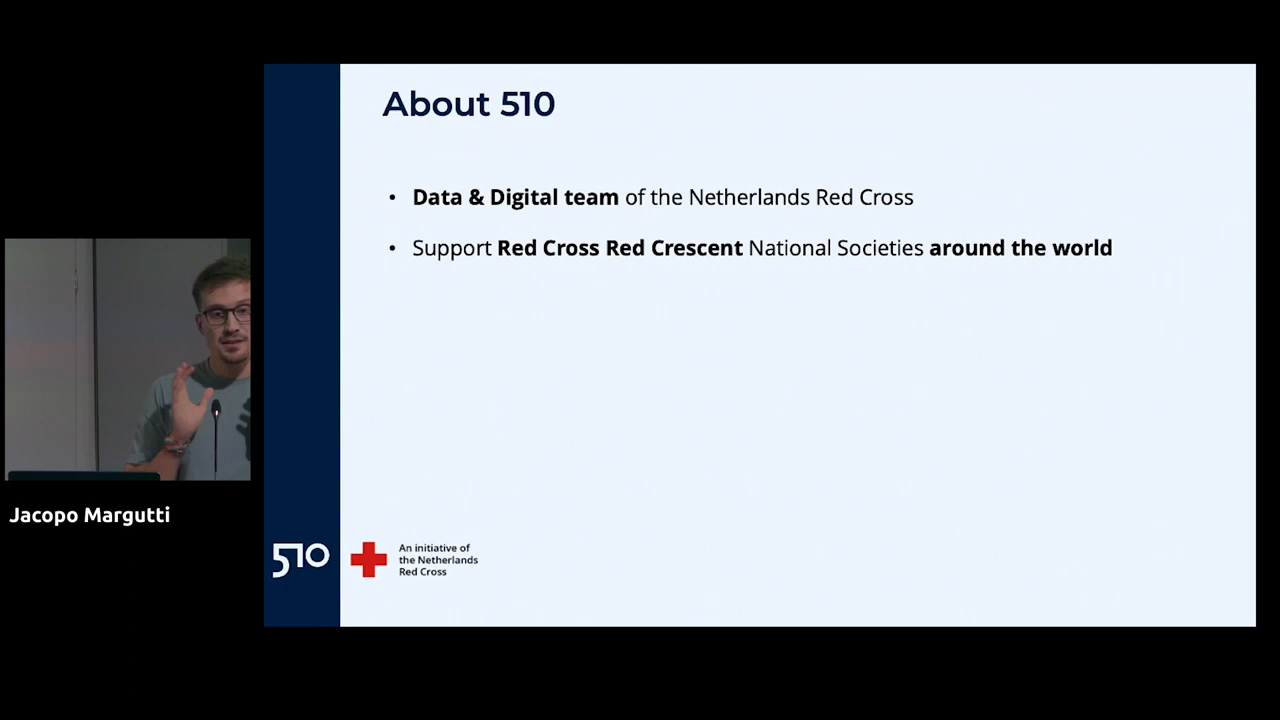 About 510
• Data & Digital team of the Netherlands Red Cross
• Support Red Cross Red Crescent National Societies around the world
Jacopo Margutti
510
An initiative of
the Netherlands
Red Cross